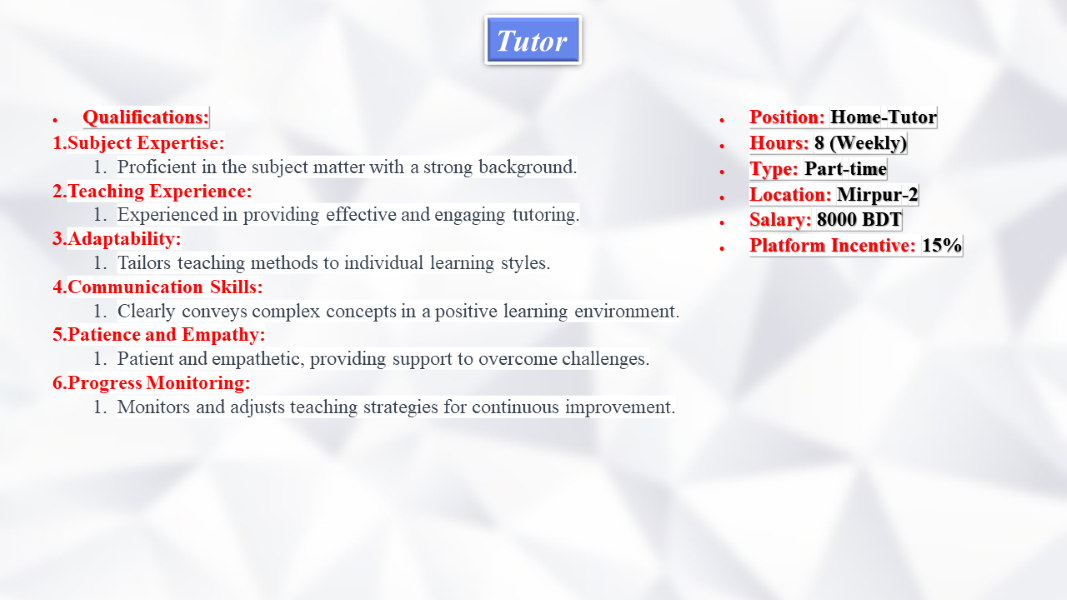 Tutor
• Qualifications:
1.Subject Expertise:
1. Proficient in the subject matter with a strong background.
2.Teaching Experience:
1. Experienced in providing effective and engaging tutoring.
3.Adaptability:
1. Tailors teaching methods to individual learning styles.
4.Communication Skills:
1. Clearly conveys complex concepts in a positive learning environment.
5.Patience and Empathy:
1. Patient and empathetic, providing support to overcome challenges.
6.Progress Monitoring:
1. Monitors and adjusts teaching strategies for continuous improvement.
• Position: Home-Tutor
• Hours: 8 (Weekly)
• Type: Part-time
• Location: Mirpur-2
• Salary: 8000 BDT
• Platform Incentive: 15%